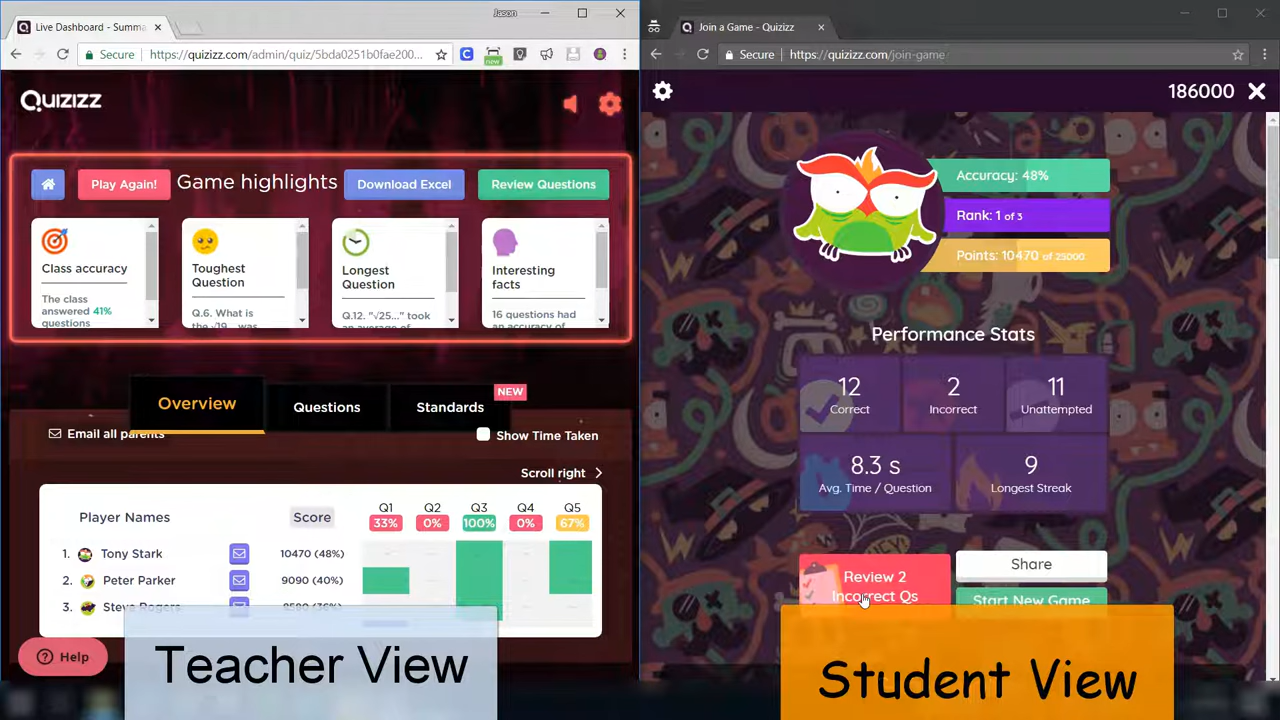 Jason
Live Dashboard - Summa
Secure
https://quizizz.com/admin/quiz/5bda0251b0fae200...
new
QUIZIZZ
Play Again!
Game highlights
Download Excel
Review Questions
Class accuracy
The class
answered 41%
questions
Toughest
Question
Q.6. What is
the √19 was
Longest
Question
Q.12. "√25..." took
an average of
Interesting
facts
16 questions had
an accuracy of
Overview
Questions
Standards
NEW
Email all parents
Show Time Taken
Scroll right
Player Names
Score
Q1
Q2
Q3
Q4
Q5
33%
0%
100%
0%
67%
1. Tony Stark 10470 (48%)
2. Peter Parker 9090 (40%)
3. Steve Rogers 8580 (36%)
Help
Teacher View
Join a Game - Quizizz
Secure
https://quizizz.com/join-game
186000
Accuracy: 48%
Rank: 1 of 3
Points: 10470 of 25000
Performance Stats
12
Correct
2
Incorrect
11
Unattempted
8.3 s
Avg. Time / Question
9
Longest Streak
Review 2
Incorrect Qs
Share
Start New Game
Student View